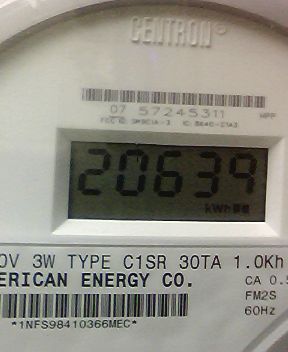 CENTRON®
07 57245311
20639
kWh
0V 3W TYPE C1SR 30TA 1.0Kh
ERICAN ENERGY CO.
CA 0.5
FM2S
60Hz
*1NFS98410366MEC*